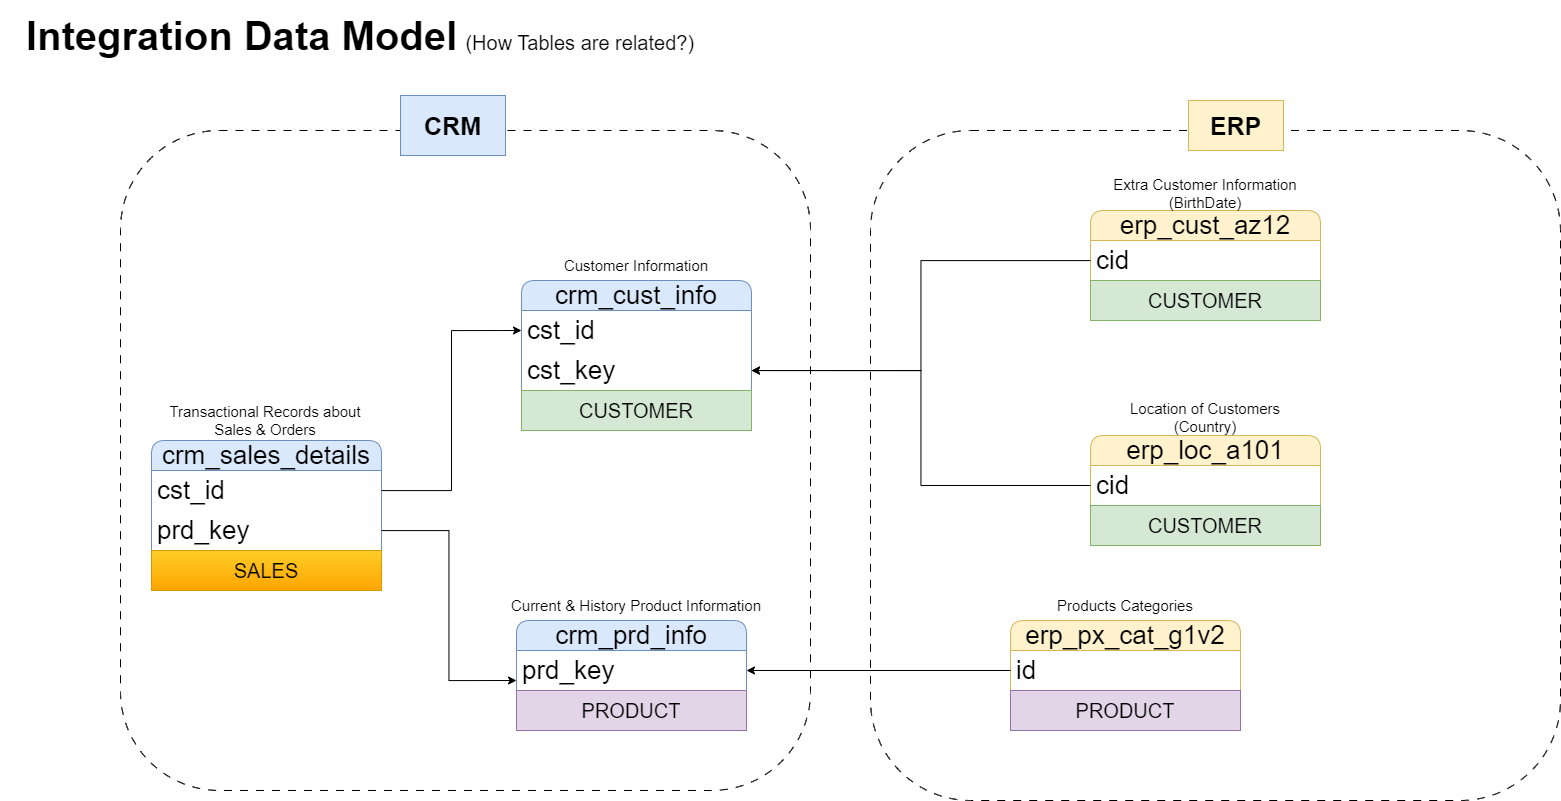 Integration Data Model (How Tables are related?)
CRM
Customer Information
crm_cust_info
cst_id
cst_key
CUSTOMER
Transactional Records about
Sales & Orders
crm_sales_details
cst_id
prd_key
SALES
Current & History Product Information
crm_prd_info
prd_key
PRODUCT
ERP
Extra Customer Information
(BirthDate)
erp_cust_az12
cid
CUSTOMER
Location of Customers
(Country)
erp_loc_a101
cid
CUSTOMER
Products Categories
erp_px_cat_g1v2
id
PRODUCT